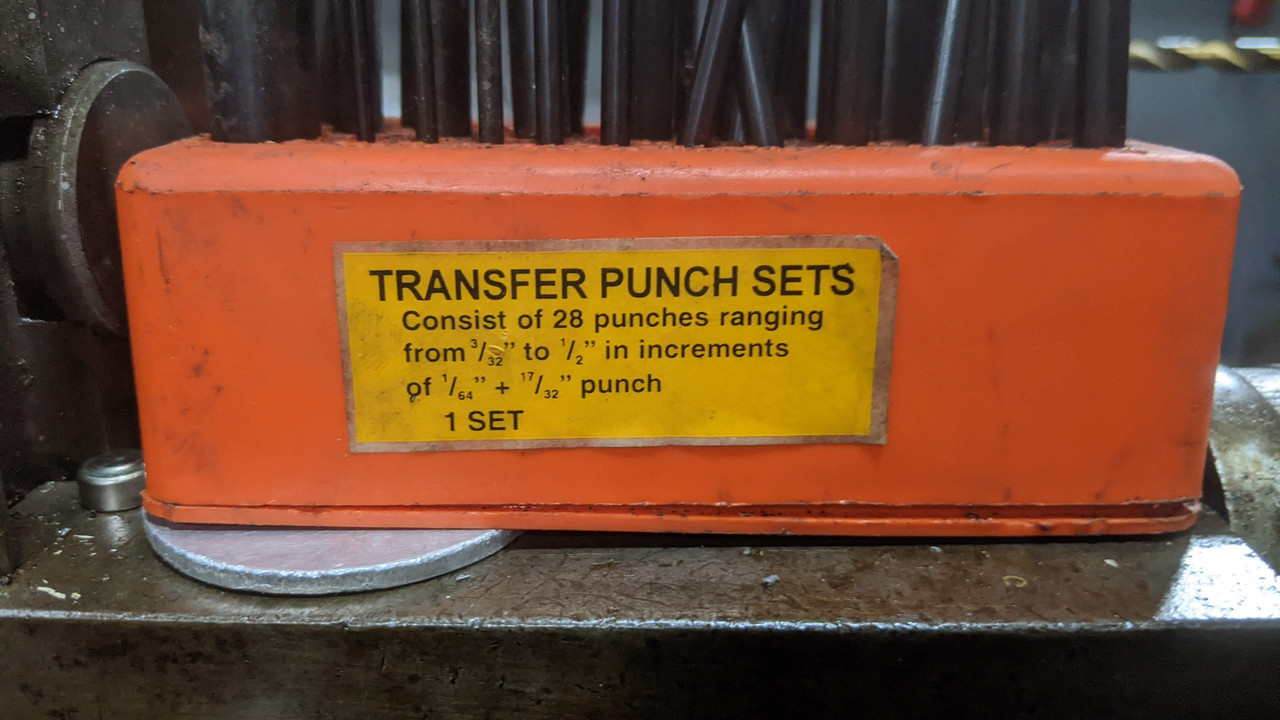 TRANSFER PUNCH SETS
Consist of 28 punches ranging
from 3/32” to 1/2” in increments
of 1/64” + 17/32” punch
1 SET